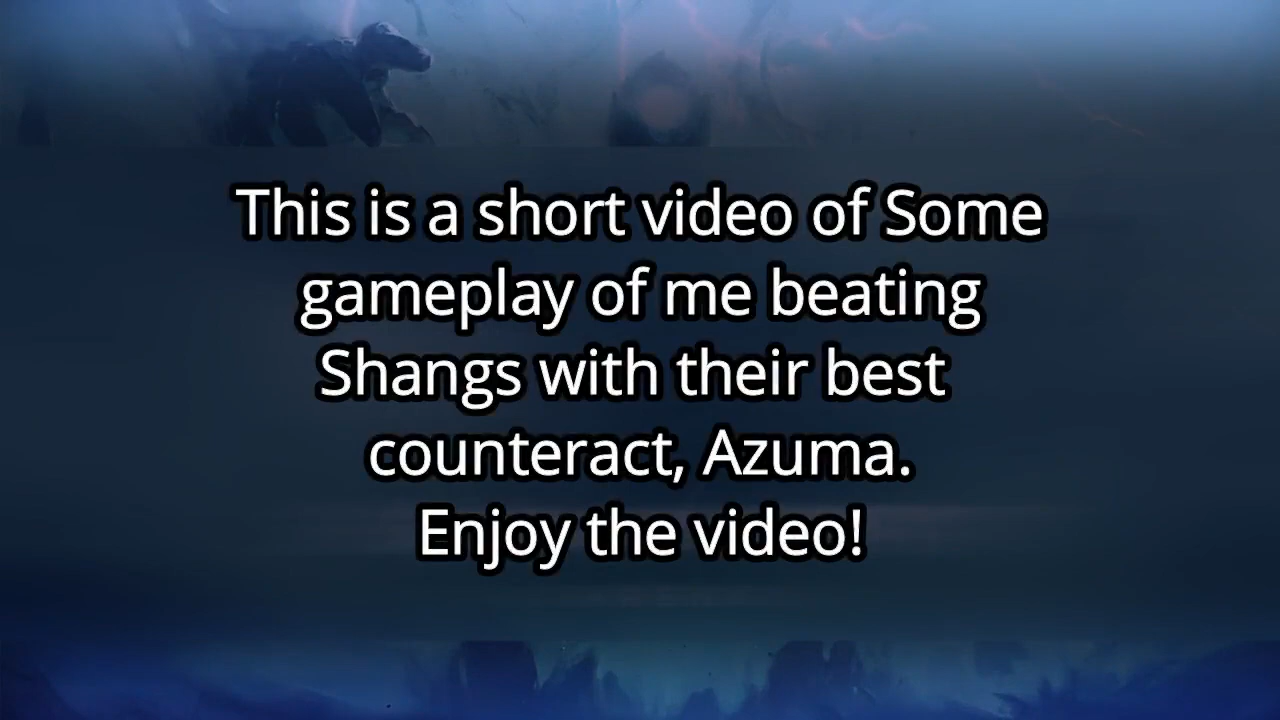 This is a short video of Some
gameplay of me beating
Shangs with their best
counteract, Azuma.
Enjoy the video!